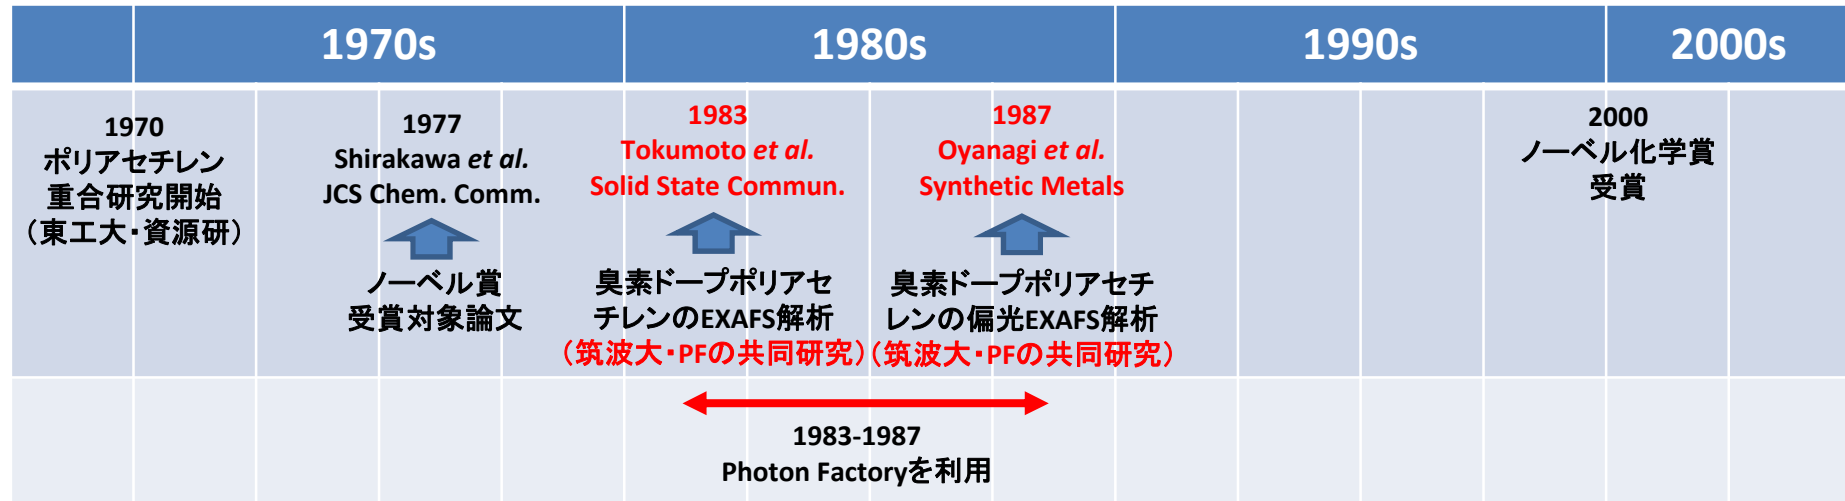 1970s
1980s
1990s
2000s
1970
ポリアセチレン
重合研究開始
（東工大・資源研）
1977
Shirakawa et al.
JCS Chem. Comm.
ノーベル賞
受賞対象論文
1983
Tokumoto et al.
Solid State Commun.
臭素ドープポリアセ
チレンのEXAFS解析
（筑波大・PFの共同研究）
1987
Oyanagi et al.
Synthetic Metals
臭素ドープポリアセチ
レンの偏光EXAFS解析
（筑波大・PFの共同研究）
2000
ノーベル化学賞
受賞
1983-1987
Photon Factoryを利用